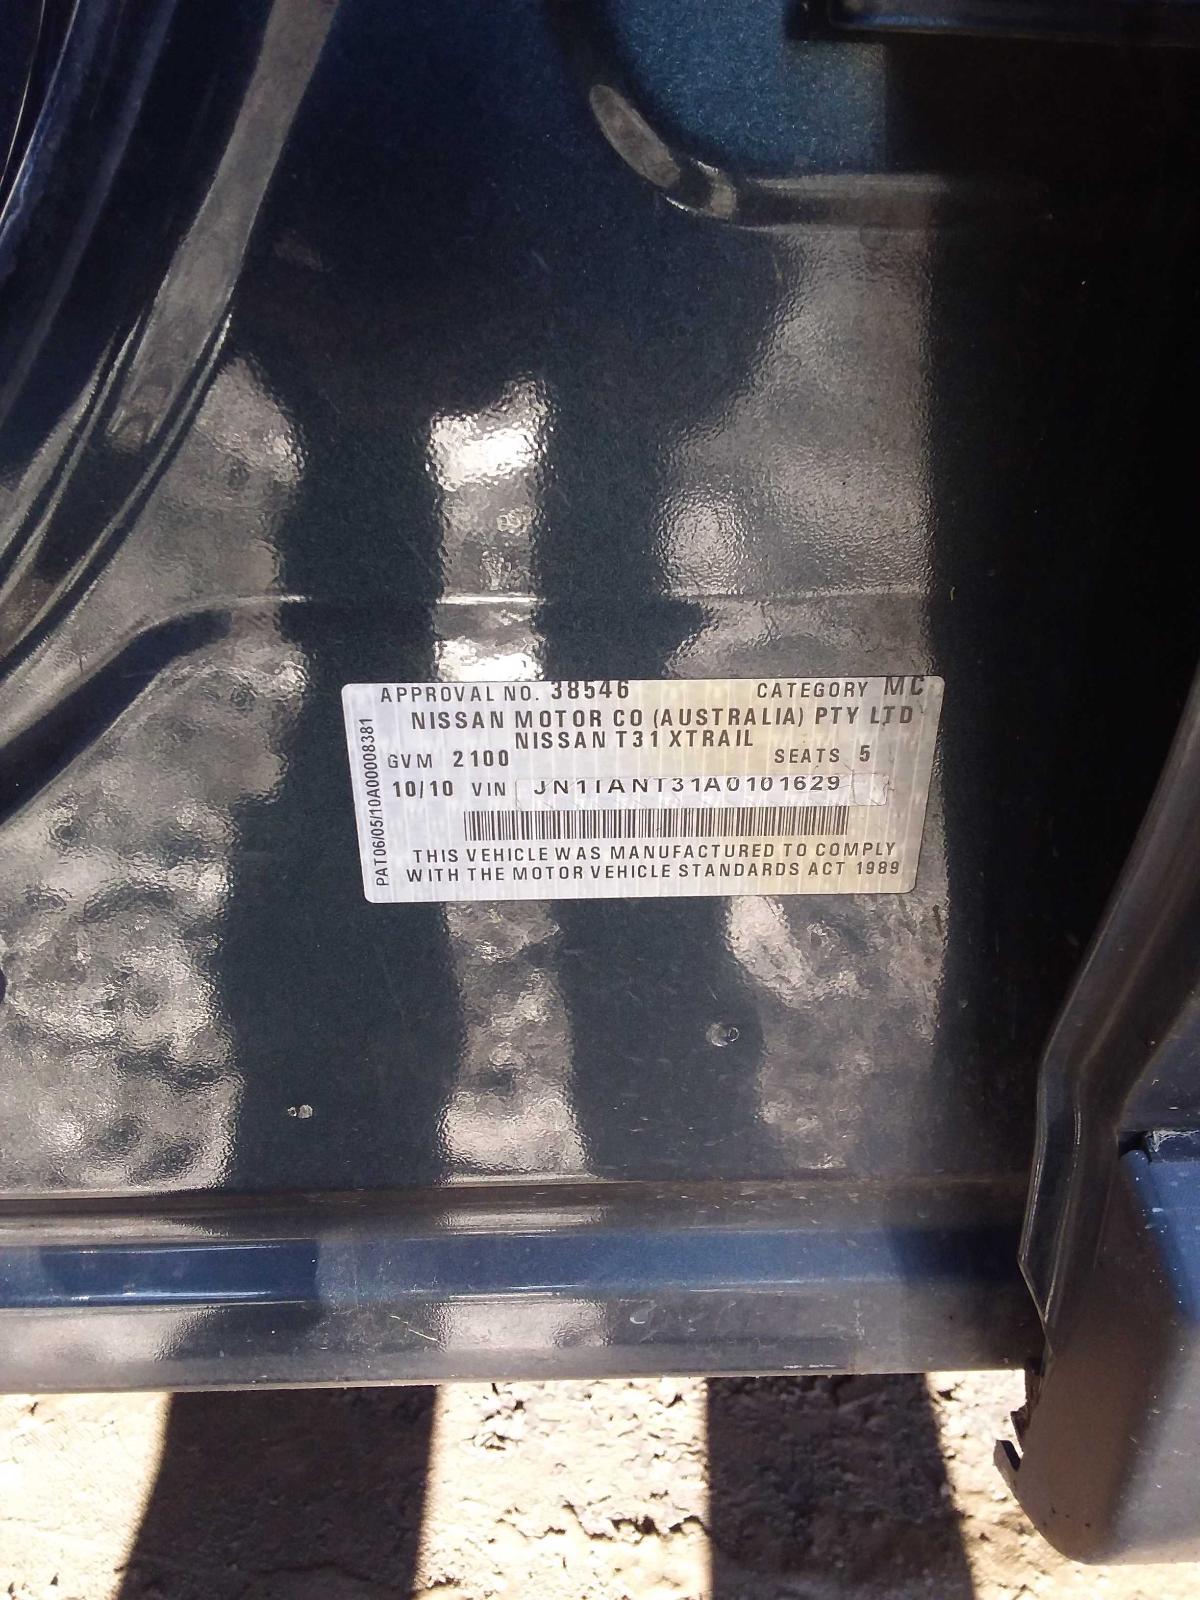 APPROVAL NO. 38546 CATEGORY MC
NISSAN MOTOR CO (AUSTRALIA) PTY LTD
NISSAN T31 XTRAIL
GVM 2100 SEATS 5
10/10 VIN JN1TANT31A0101629
THIS VEHICLE WAS MANUFACTURED TO COMPLY
WITH THE MOTOR VEHICLE STANDARDS ACT 1989
PAT06/05/10A00008381